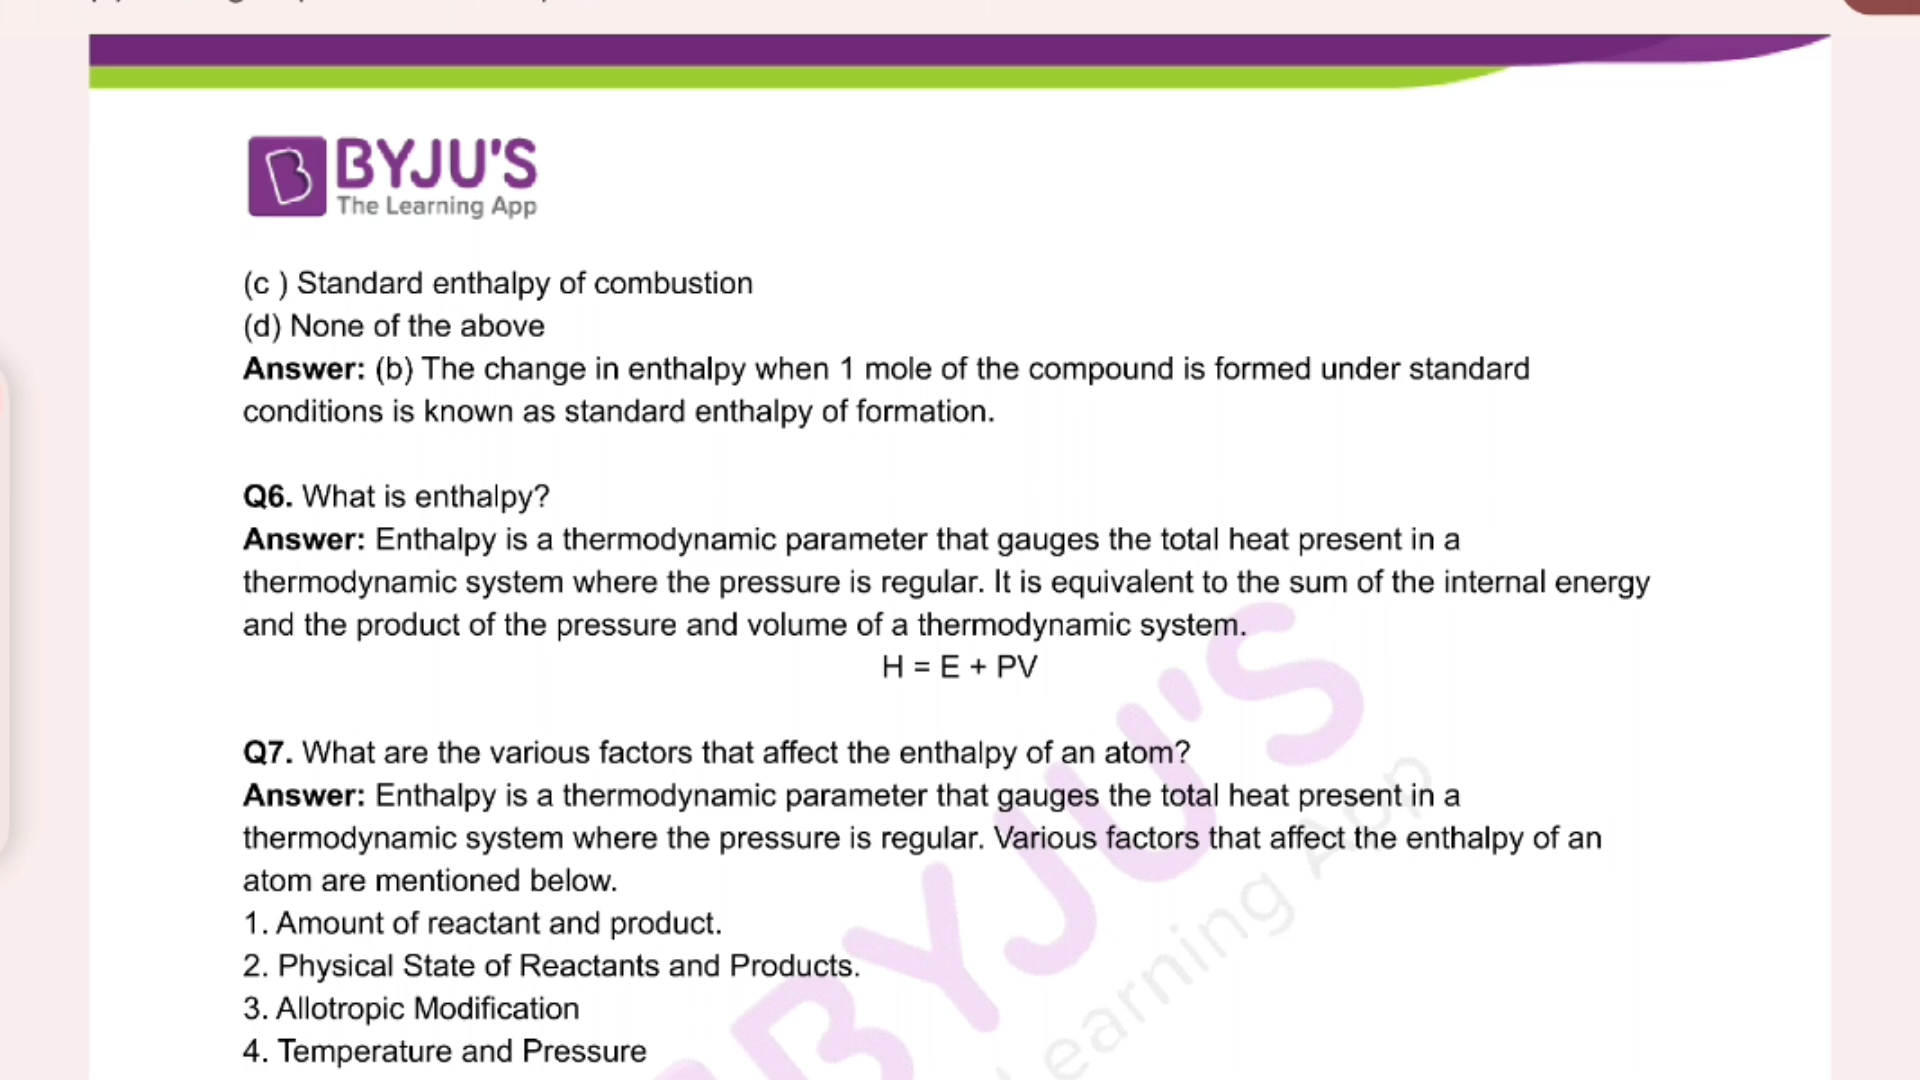 BYJU'S
The Learning App
(c ) Standard enthalpy of combustion
(d) None of the above
Answer: (b) The change in enthalpy when 1 mole of the compound is formed under standard
conditions is known as standard enthalpy of formation.
Q6. What is enthalpy?
Answer: Enthalpy is a thermodynamic parameter that gauges the total heat present in a
thermodynamic system where the pressure is regular. It is equivalent to the sum of the internal energy
and the product of the pressure and volume of a thermodynamic system.
H = E + PV
Q7. What are the various factors that affect the enthalpy of an atom?
Answer: Enthalpy is a thermodynamic parameter that gauges the total heat present in a
thermodynamic system where the pressure is regular. Various factors that affect the enthalpy of an
atom are mentioned below.
1. Amount of reactant and product.
2. Physical State of Reactants and Products.
3. Allotropic Modification
4. Temperature and Pressure
BYJU'S
Learning App